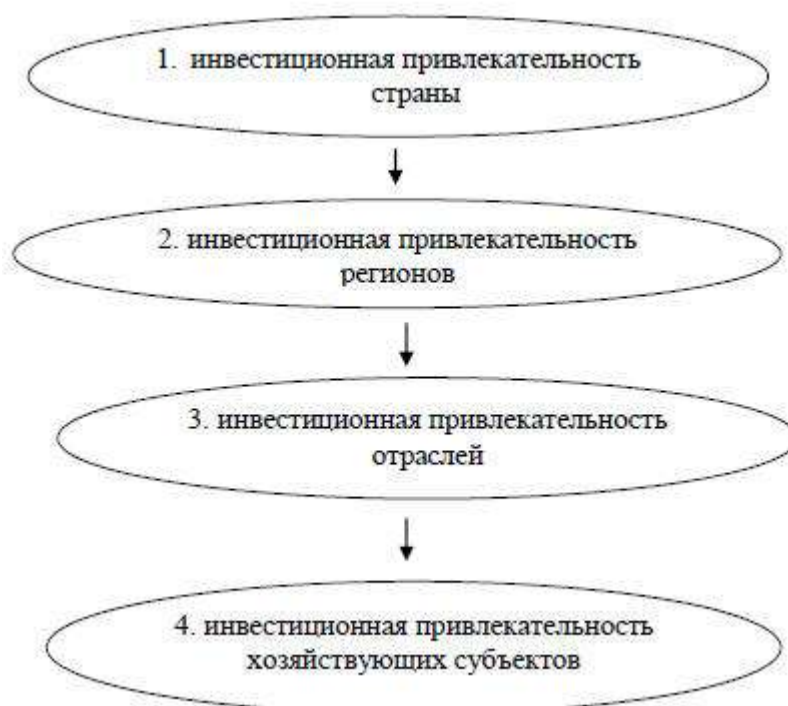 1. инвестиционная привлекательность
страны
2. инвестиционная привлекательность
регионов
3. инвестиционная привлекательность
отраслей
4. инвестиционная привлекательность
хозяйствующих субъектов